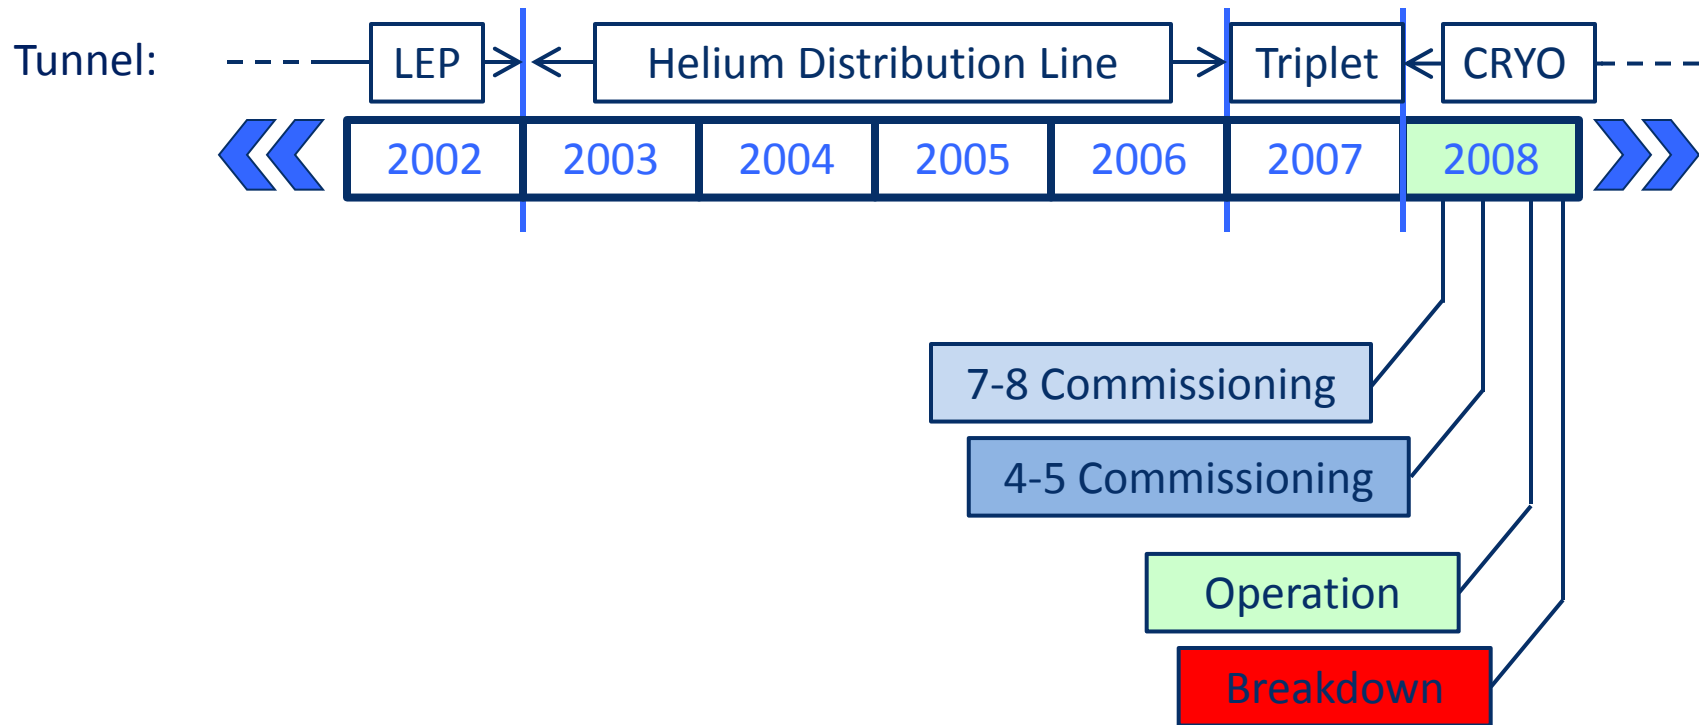 Tunnel: LEP Helium Distribution Line Triplet CRYO
2002 2003 2004 2005 2006 2007 2008
7-8 Commissioning
4-5 Commissioning
Operation
Breakdown